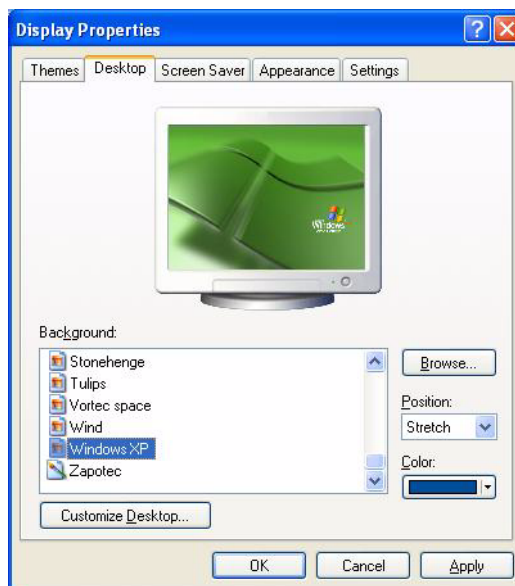 Display Properties
Themes Desktop Screen Saver Appearance Settings
Windows
Background:
Stonehenge
Tulips
Vortec space
Wind
Windows XP
Zapotec
Browse...
Position:
Stretch
Color:
Customize Desktop...
OK Cancel Apply